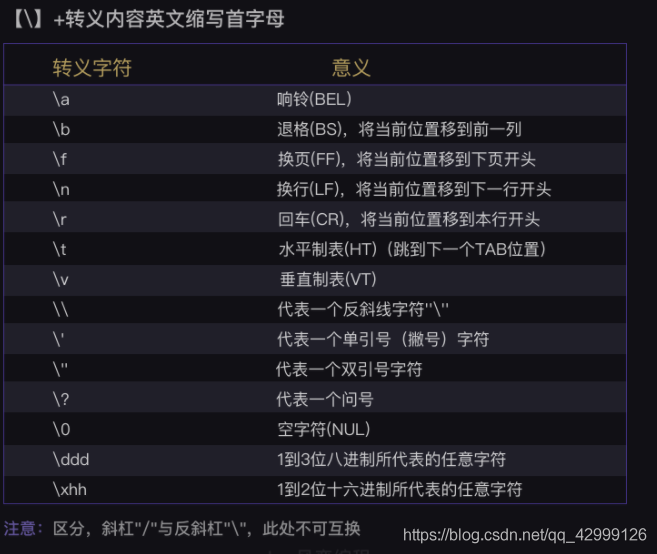 【\】+转义内容英文缩写首字母
转义字符 意义
\a 响铃(BEL)
\b 退格(BS)，将当前位置移到前一列
\f 换页(FF)，将当前位置移到下页开头
\n 换行(LF)，将当前位置移到下一行开头
\r 回车(CR)，将当前位置移到本行开头
\t 水平制表(HT)（跳到下一个TAB位置）
\v 垂直制表(VT)
\\ 代表一个反斜线字符"\"
\' 代表一个单引号（撇号）字符
\" 代表一个双引号字符
\? 代表一个问号
\0 空字符(NUL)
\ddd 1到3位八进制所代表的任意字符
\xhh 1到2位十六进制所代表的任意字符
注意：区分，斜杠"/"与反斜杠"\"，此处不可互换
https://blog.csdn.net/qq_42999126